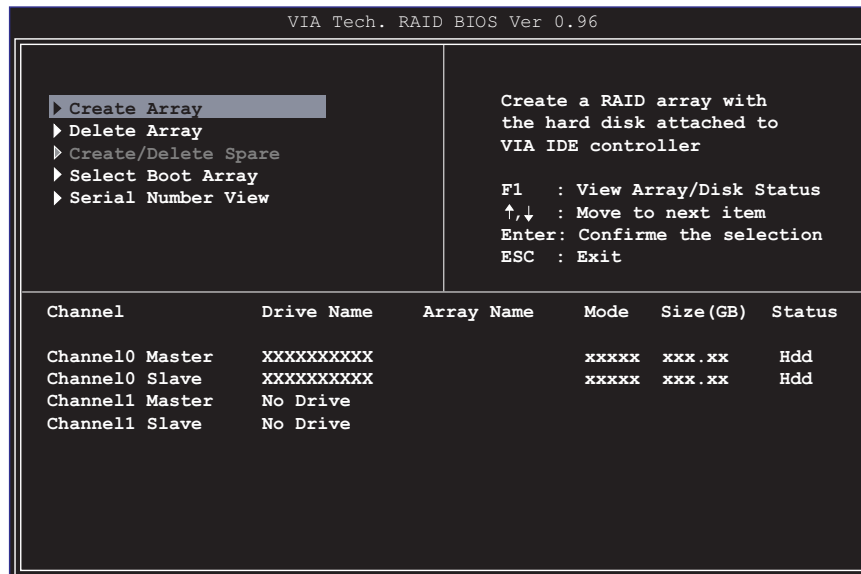 VIA Tech. RAID BIOS Ver 0.96
Create Array
Delete Array
Create/Delete Spare
Select Boot Array
Serial Number View
Create a RAID array with
the hard disk attached to
VIA IDE controller
F1 : View Array/Disk Status
↑,↓ : Move to next item
Enter: Confirme the selection
ESC : Exit
Channel Drive Name Array Name Mode Size(GB) Status
Channel0 Master XXXXXXXXXX xxxxx xxx.xx Hdd
Channel0 Slave XXXXXXXXXX xxxxx xxx.xx Hdd
Channel1 Master No Drive
Channel1 Slave No Drive